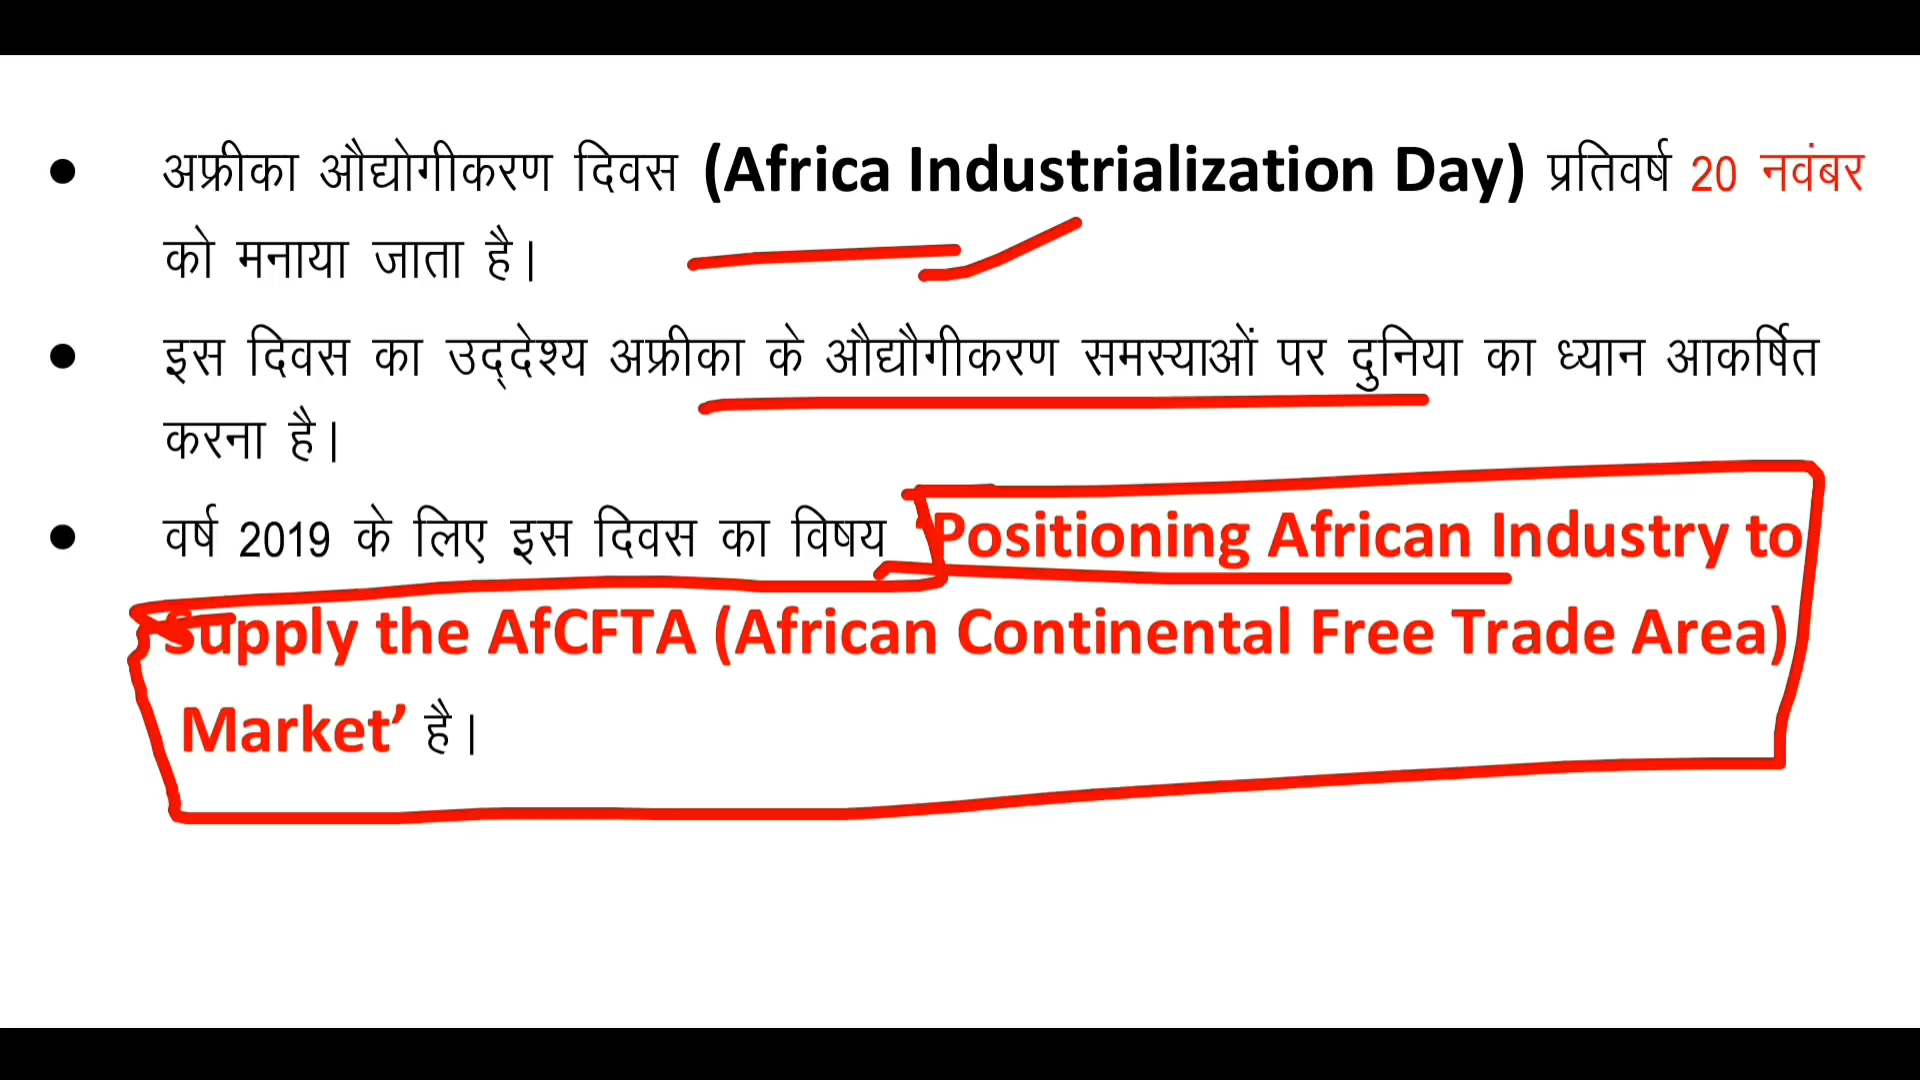 ● अफ्रीका औद्योगीकरण दिवस (Africa Industrialization Day) प्रतिवर्ष 20 नवंबर
को मनाया जाता है।
● इस दिवस का उद्देश्य अफ्रीका के औद्यौगीकरण समस्याओं पर दुनिया का ध्यान आकर्षित
करना है।
● वर्ष 2019 के लिए इस दिवस का विषय ‘Positioning African Industry to
Supply the AfCFTA (African Continental Free Trade Area)
Market’ है।